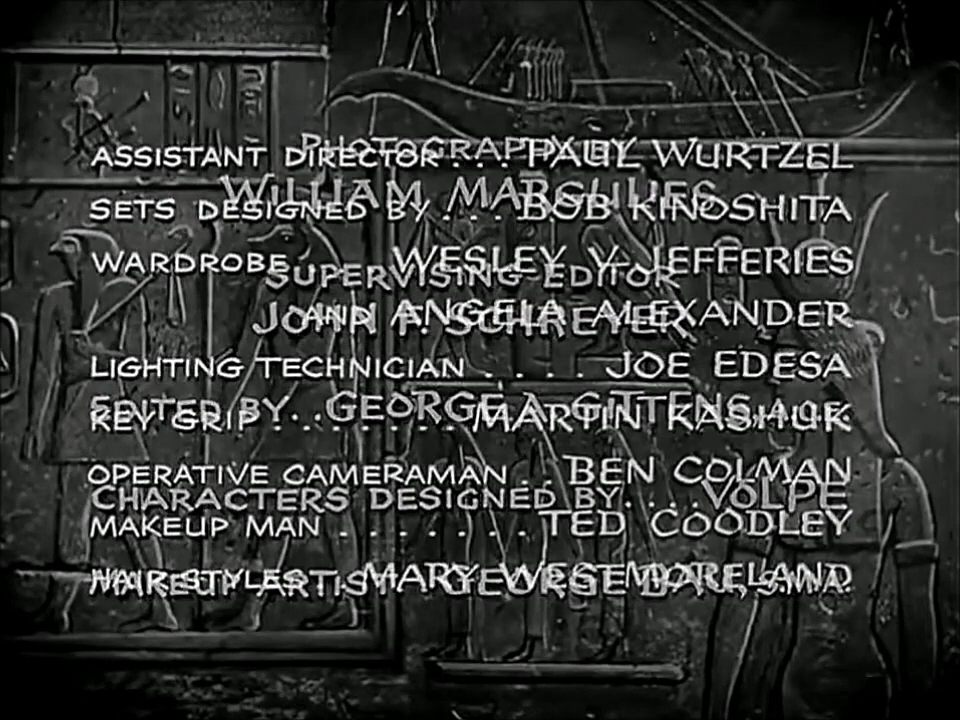 PHOTOGRAPHY BY
ASSISTANT DIRECTOR . . . . PAUL WURTZEL
WILLIAM MARGULIES
SETS DESIGNED BY . . . BOB KINOSHITA
WARDROBE WESLEY V. JEFFERIES
SUPERVISING EDITOR
AND ANGELA ALEXANDER
JOHN F. SCHREYER
LIGHTING TECHNICIAN . . . . JOE EDESA
EDITED BY . . GEORGE A. GITTENS, A.C.E.
KEY GRIP . . . . . . . MARTIN KASHUK
OPERATIVE CAMERAMAN . . BEN COLMAN
CHARACTERS DESIGNED BY . . . . VOLPE
MAKEUP MAN . . . . . . . TED COODLEY
HAIR STYLES MARY WESTMORELAND
MAKEUP ARTIST GEORGE BAU, S.M.A.